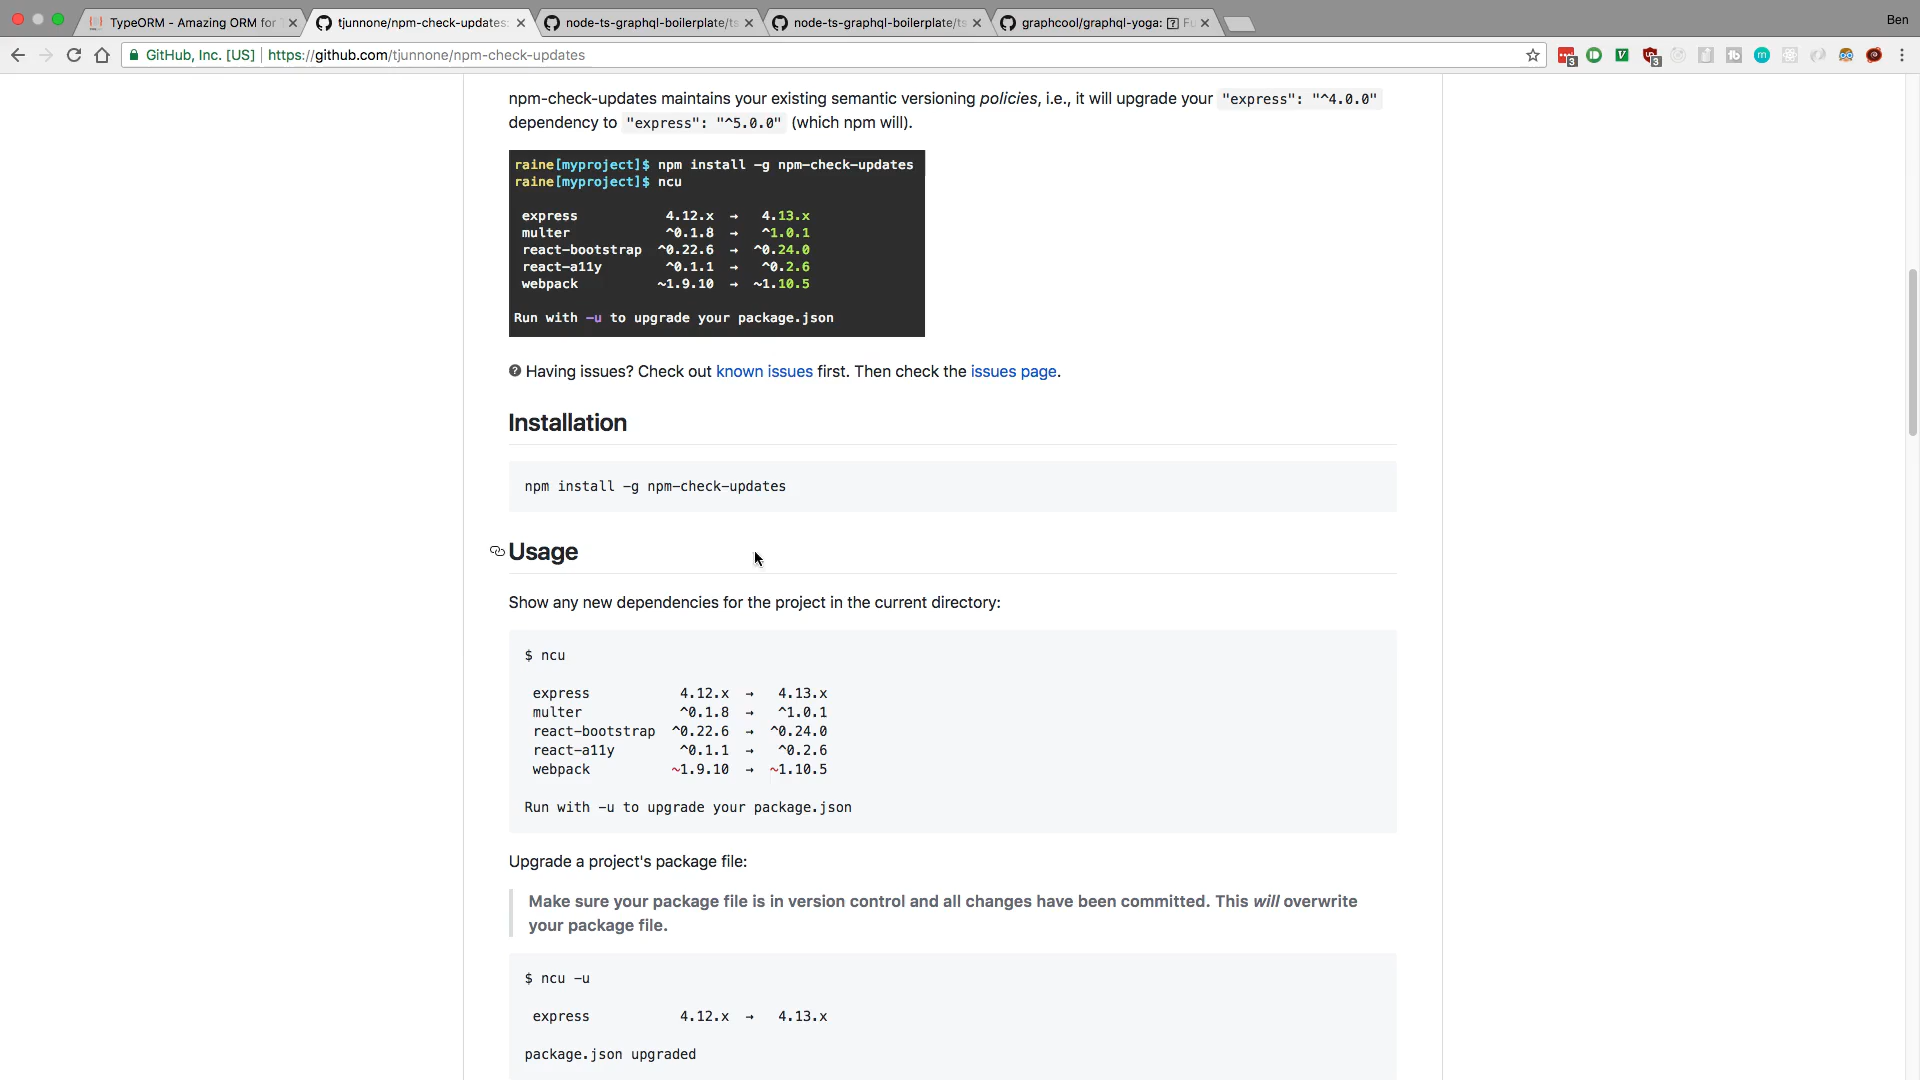 TypeORM - Amazing ORM for
tjunnone/npm-check-updates:
node-ts-graphql-boilerplate/ts
node-ts-graphql-boilerplate/ts
graphcool/graphql-yoga:
Ben
GitHub, Inc. [US] | https://github.com/tjunnone/npm-check-updates
npm-check-updates maintains your existing semantic versioning policies, i.e., it will upgrade your "express": "^4.0.0"
dependency to "express": "^5.0.0" (which npm will).
raine[myproject]$ npm install -g npm-check-updates
raine[myproject]$ ncu
express 4.12.x → 4.13.x
multer ^0.1.8 → ^1.0.1
react-bootstrap ^0.22.6 → ^0.24.0
react-a11y ^0.1.1 → ^0.2.6
webpack ~1.9.10 → ~1.10.5
Run with -u to upgrade your package.json
Having issues? Check out known issues first. Then check the issues page.
Installation
npm install -g npm-check-updates
Usage
Show any new dependencies for the project in the current directory:
$ ncu
express 4.12.x → 4.13.x
multer ^0.1.8 → ^1.0.1
react-bootstrap ^0.22.6 → ^0.24.0
react-a11y ^0.1.1 → ^0.2.6
webpack ~1.9.10 → ~1.10.5
Run with -u to upgrade your package.json
Upgrade a project's package file:
Make sure your package file is in version control and all changes have been committed. This will overwrite
your package file.
$ ncu -u
express 4.12.x → 4.13.x
package.json upgraded